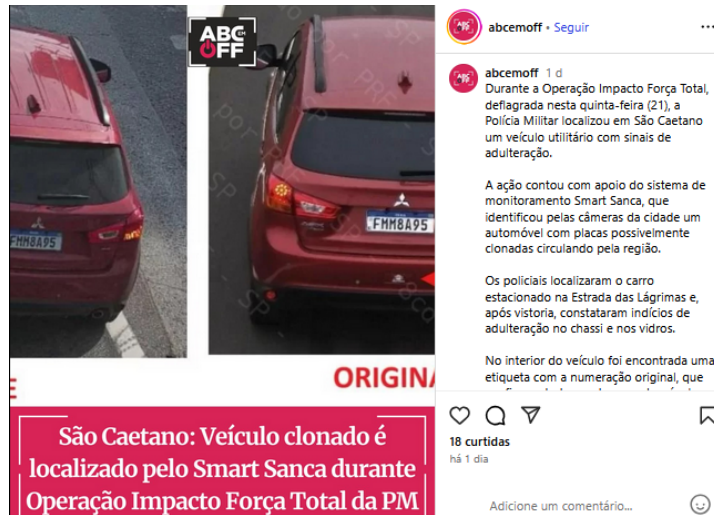 ABC
EM
OFF
FMM8A95
FMM8A95
ORIGINA
São Caetano: Veículo clonado é
localizado pelo Smart Sanca durante
Operação Impacto Força Total da PM
abcemoff • Seguir
abcemoff 1 d
Durante a Operação Impacto Força Total,
deflagrada nesta quinta-feira (21), a
Polícia Militar localizou em São Caetano
um veículo utilitário com sinais de
adulteração.
A ação contou com apoio do sistema de
monitoramento Smart Sanca, que
identificou pelas câmeras da cidade um
automóvel com placas possivelmente
clonadas circulando pela região.
Os policiais localizaram o carro
estacionado na Estrada das Lágrimas e,
após vistoria, constataram indícios de
adulteração no chassi e nos vidros.
No interior do veículo foi encontrada uma
etiqueta com a numeração original, que
18 curtidas
há 1 dia
Adicione um comentário...